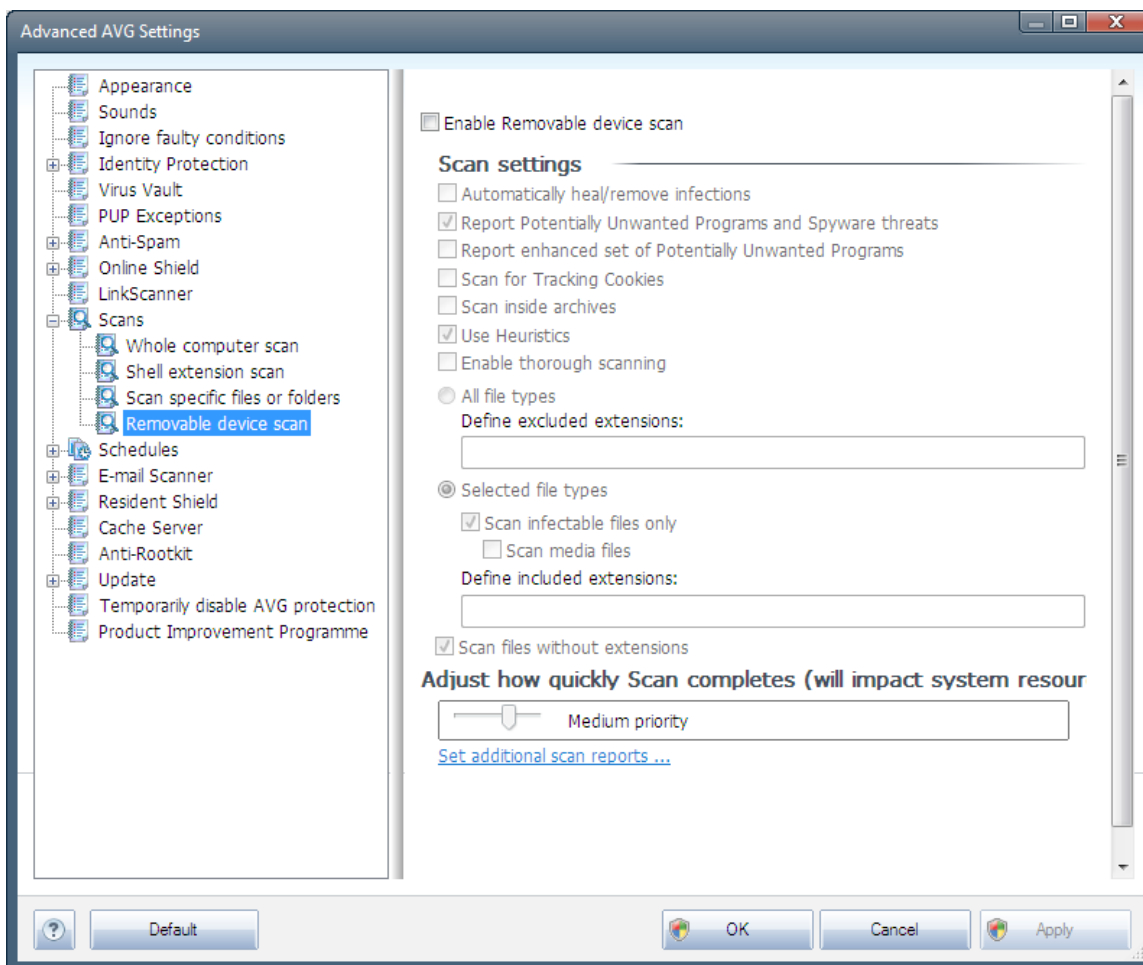 Advanced AVG Settings
Appearance
Sounds
Ignore faulty conditions
Identity Protection
Virus Vault
PUP Exceptions
Anti-Spam
Online Shield
LinkScanner
Scans
Whole computer scan
Shell extension scan
Scan specific files or folders
Removable device scan
Schedules
E-mail Scanner
Resident Shield
Cache Server
Anti-Rootkit
Update
Temporarily disable AVG protection
Product Improvement Programme
Enable Removable device scan
Scan settings
Automatically heal/remove infections
Report Potentially Unwanted Programs and Spyware threats
Report enhanced set of Potentially Unwanted Programs
Scan for Tracking Cookies
Scan inside archives
Use Heuristics
Enable thorough scanning
All file types
Define excluded extensions:
Selected file types
Scan infectable files only
Scan media files
Define included extensions:
Scan files without extensions
Adjust how quickly Scan completes (will impact system resour
Medium priority
Set additional scan reports ...
? Default OK Cancel Apply